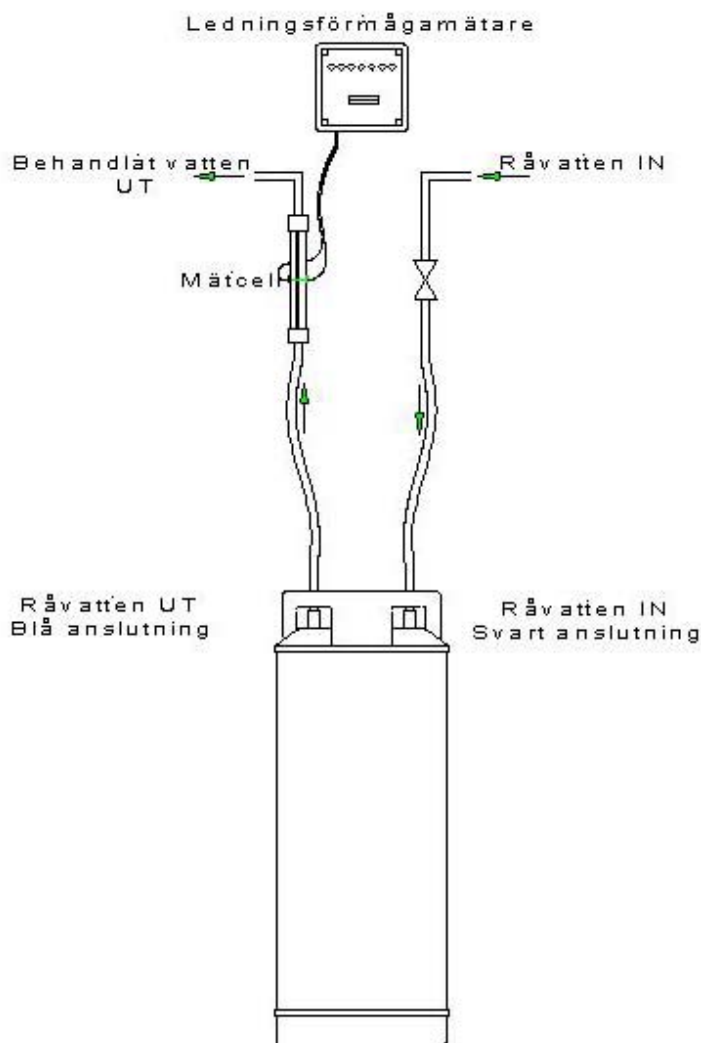 Ledningsförmågamätare
Behandlat vatten
UT
Råvatten IN
Mätcell
Råvatten UT
Blå anslutning
Råvatten IN
Svart anslutning